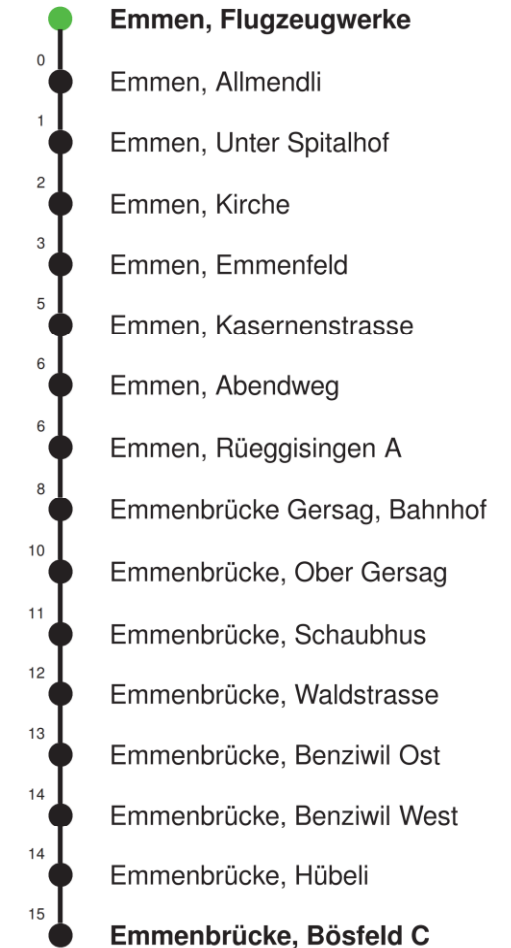 Emmen, Flugzeugwerke
0
Emmen, Allmendli
1
Emmen, Unter Spitalhof
2
Emmen, Kirche
3
Emmen, Emmenfeld
5
Emmen, Kasernenstrasse
6
Emmen, Abendweg
6
Emmen, Rüeggisingen A
8
Emmenbrücke Gersag, Bahnhof
10
Emmenbrücke, Ober Gersag
11
Emmenbrücke, Schaubhus
12
Emmenbrücke, Waldstrasse
13
Emmenbrücke, Benziwil Ost
14
Emmenbrücke, Benziwil West
14
Emmenbrücke, Hübeli
15
Emmenbrücke, Bösfeld C